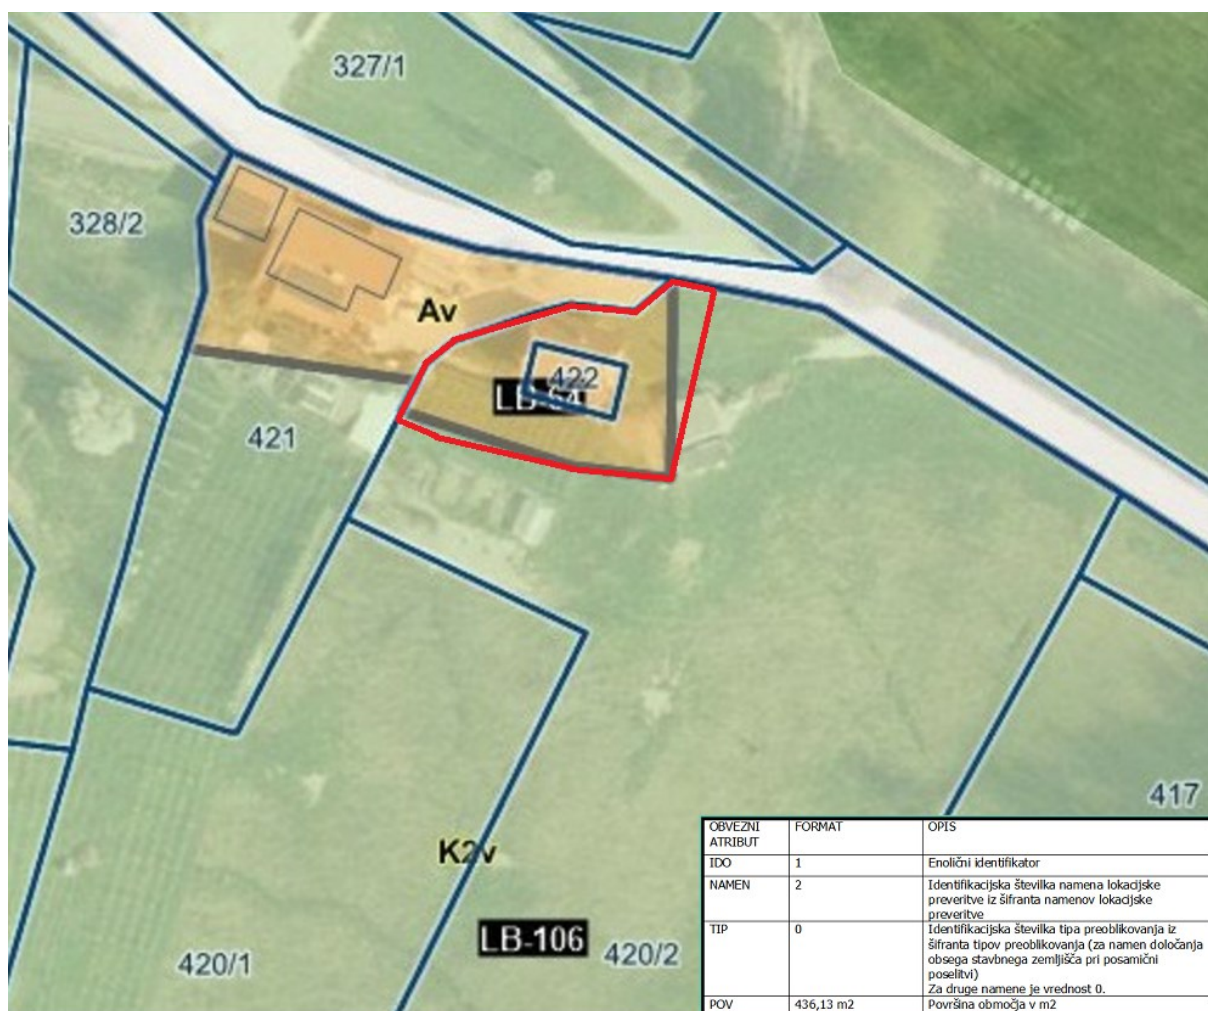 327/1
328/2
Av
422
421
417
K2v
LB-106
420/1
420/2
OBVEZNI ATRIBUT FORMAT OPIS
IDO 1 Enolični identifikator
NAMEN 2 Identifikacijska številka namena lokacijske
preveritve iz šifranta namenov lokacijske
preveritve
TIP 0 Identifikacijska številka tipa preoblikovanja iz
šifranta tipov preoblikovanja (za namen določanja
obsega stavbnega zemljišča pri posamični
poselitvi)
Za druge namene je vrednost 0.
POV 436,13 m2 Površina območja v m2